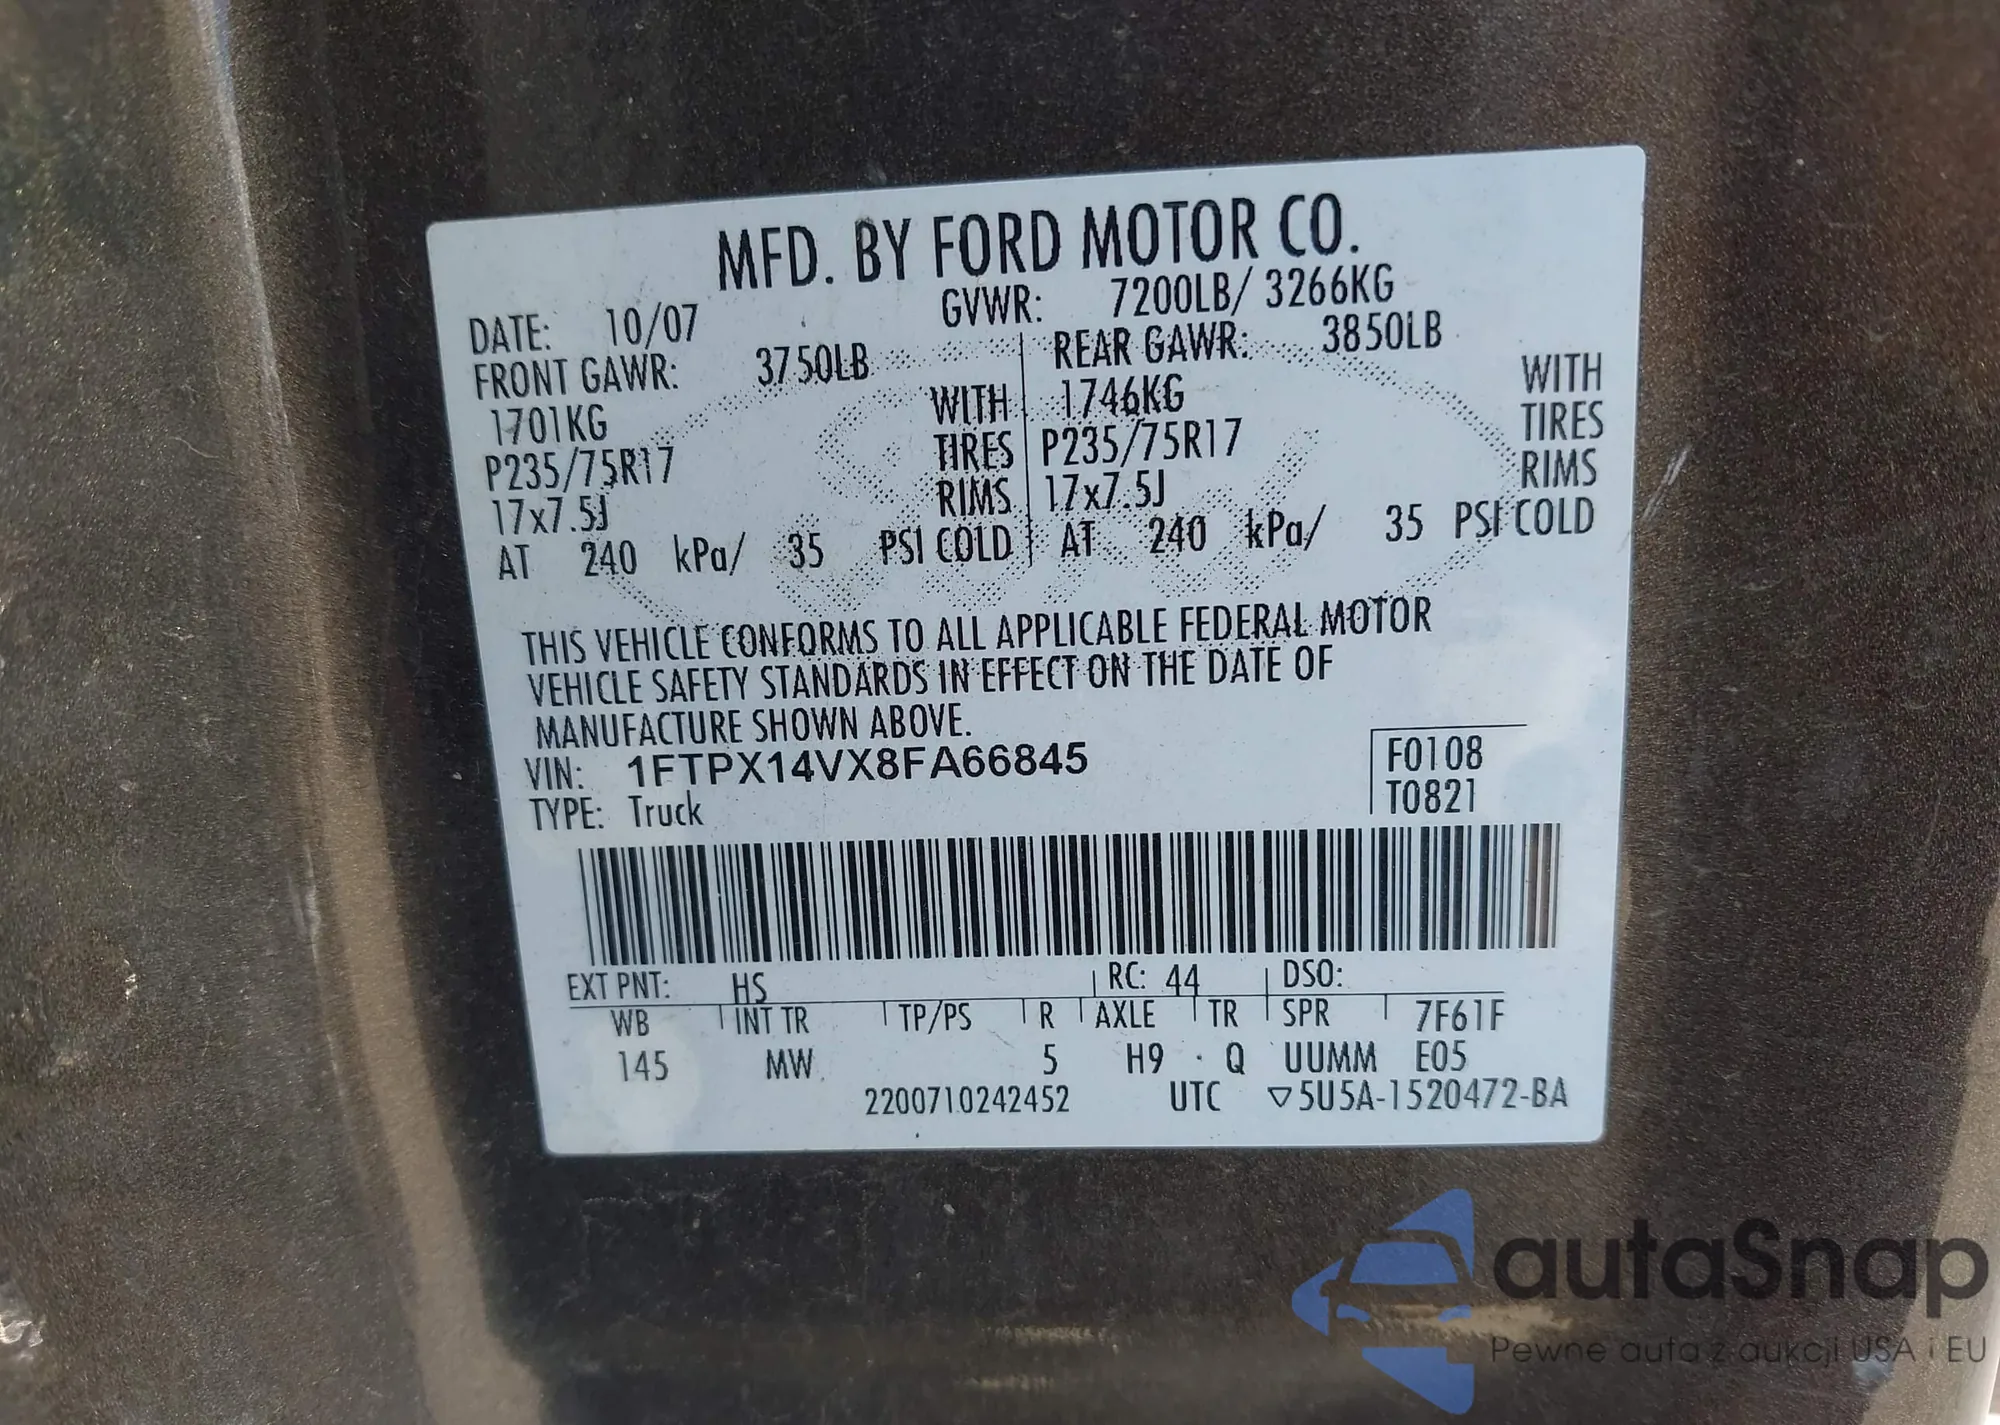 MFD. BY FORD MOTOR CO.
DATE: 10/07 GVWR: 7200LB/ 3266KG
FRONT GAWR: 3750LB REAR GAWR: 3850LB
1701KG WITH 1746KG WITH
P235/75R17 TIRES P235/75R17 TIRES
17x7.5J RIMS 17x7.5J RIMS
AT 240 kPa/ 35 PSI COLD AT 240 kPa/ 35 PSI COLD
THIS VEHICLE CONFORMS TO ALL APPLICABLE FEDERAL MOTOR
VEHICLE SAFETY STANDARDS IN EFFECT ON THE DATE OF
MANUFACTURE SHOWN ABOVE.
VIN: 1FTPX14VX8FA66845 F0108
TYPE: Truck T0821
EXT PNT: HS RC: 44 DSO:
WB INT TR TP/PS R AXLE TR SPR 7F61F
145 MW 5 H9 Q UUMM E05
2200710242452 UTC ▽5U5A-1520472-BA
autaSnap
Pewne auta z aukcji USA i EU